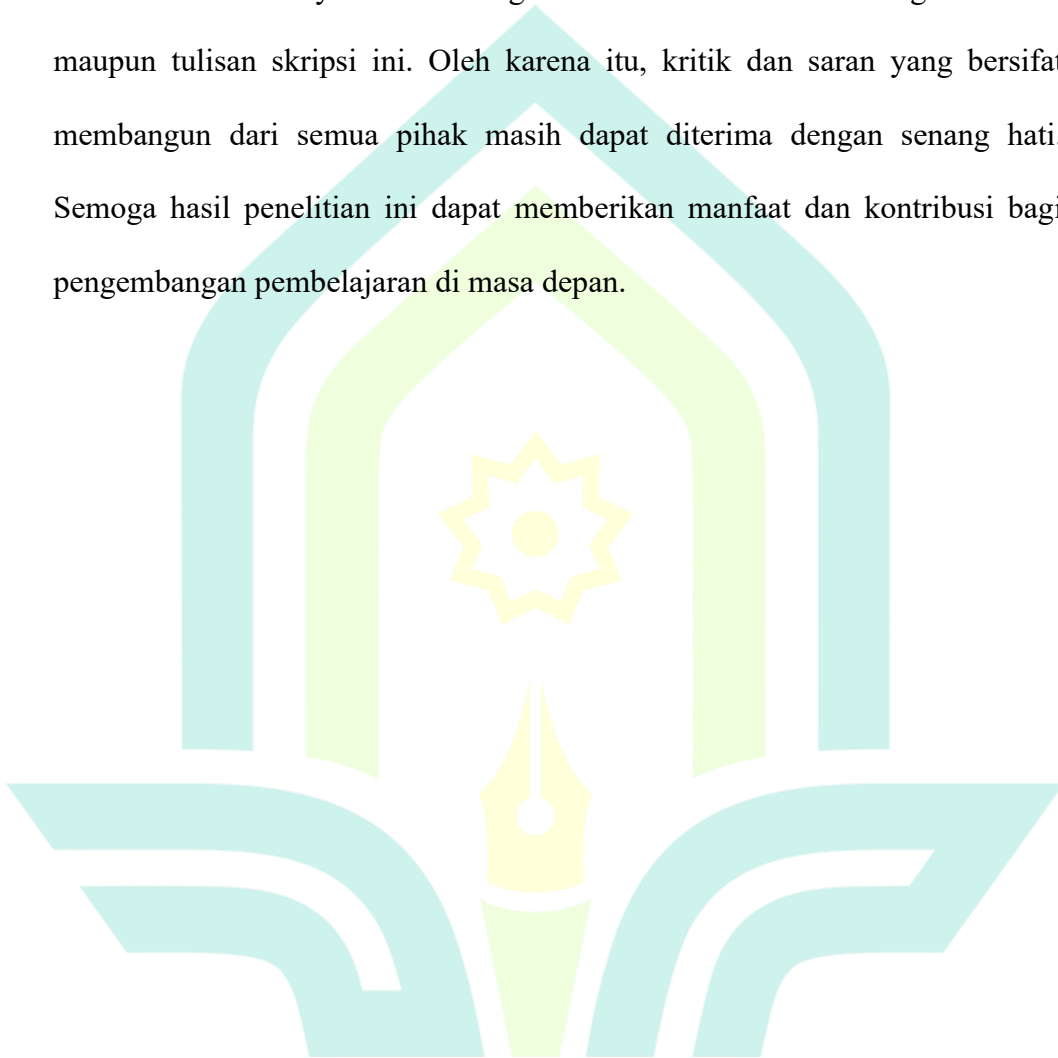 maupun tulisan skripsi ini. Oleh karena itu, kritik dan saran yang bersifat
membangun dari semua pihak masih dapat diterima dengan senang hati.
Semoga hasil penelitian ini dapat memberikan manfaat dan kontribusi bagi
pengembangan pembelajaran di masa depan.